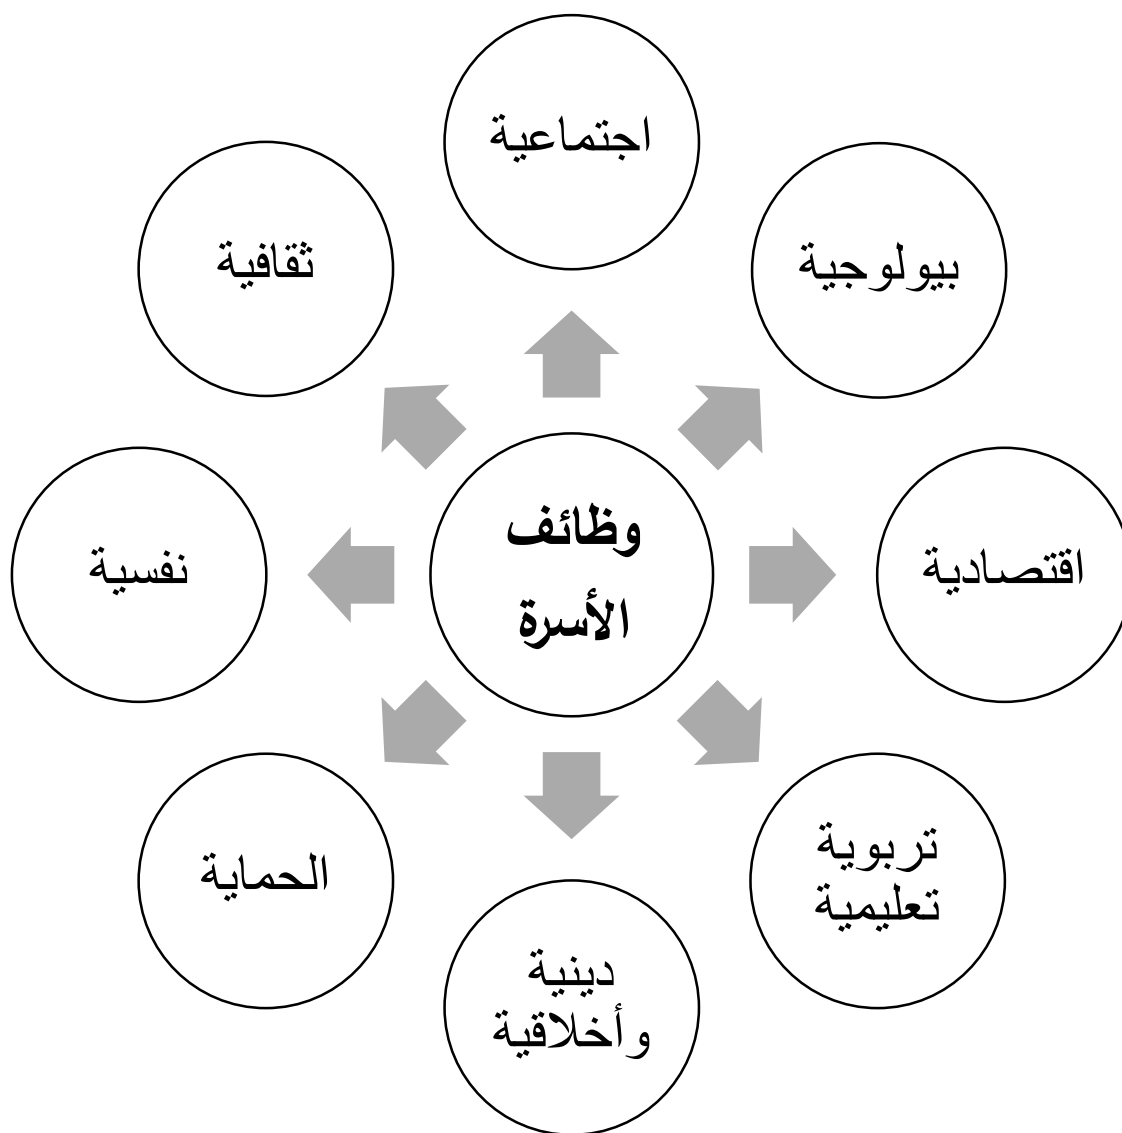 اجتماعية
بيولوجية
ثقافية
وظائف
الأسرة
اقتصادية
نفسية
تربوية
تعليمية
الحماية
دينية
وأخلاقية